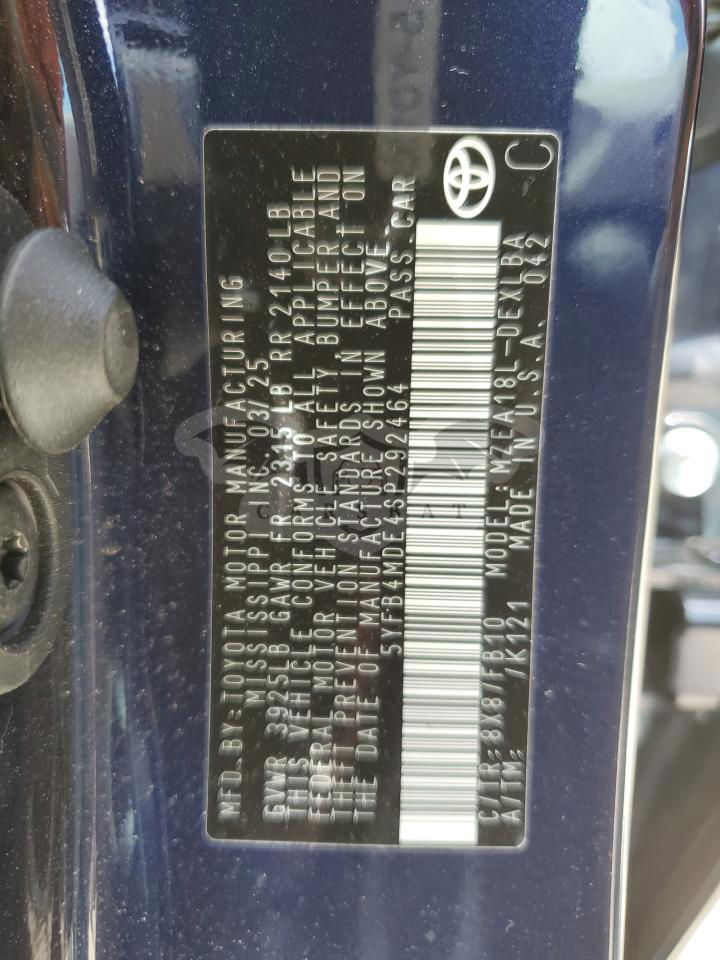 MFD. BY: TOYOTA MOTOR MANUFACTURING
MISSISSIPPI INC. 03/25
GVWR 3925LB GAWR FR 2315LB RR 2140LB
THIS VEHICLE CONFORMS TO ALL APPLICABLE
FEDERAL MOTOR VEHICLE SAFETY, BUMPER AND
THEFT PREVENTION STANDARDS IN EFFECT ON
THE DATE OF MANUFACTURE SHOWN ABOVE.
5YFB4MDE4SP292464 PASS.CAR
C/TR: 8X8/FB10 MODEL: MZEA18L-DEXLBA
A/TM: /K121 MADE IN U.S.A. 042
C